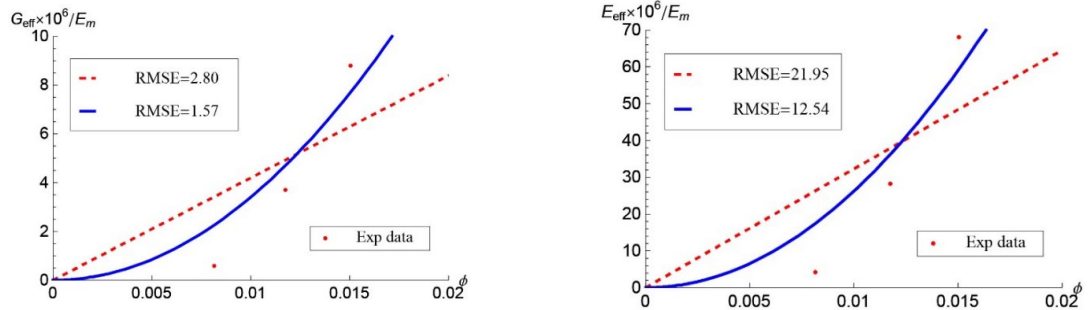 G_eff×10^6/E_m
10
8
6
4
2
0
RMSE=2.80
RMSE=1.57
Exp data
0
0.005
0.01
0.015
0.02
ϕ
E_eff×10^6/E_m
70
60
50
40
30
20
10
0
RMSE=21.95
RMSE=12.54
Exp data
0
0.005
0.01
0.015
0.02
ϕ